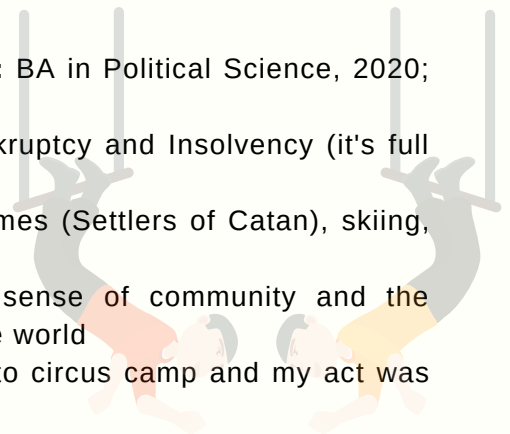 : BA in Political Science, 2020;
kruptcy and Insolvency (it's full
mes (Settlers of Catan), skiing,
sense of community and the
e world
to circus camp and my act was